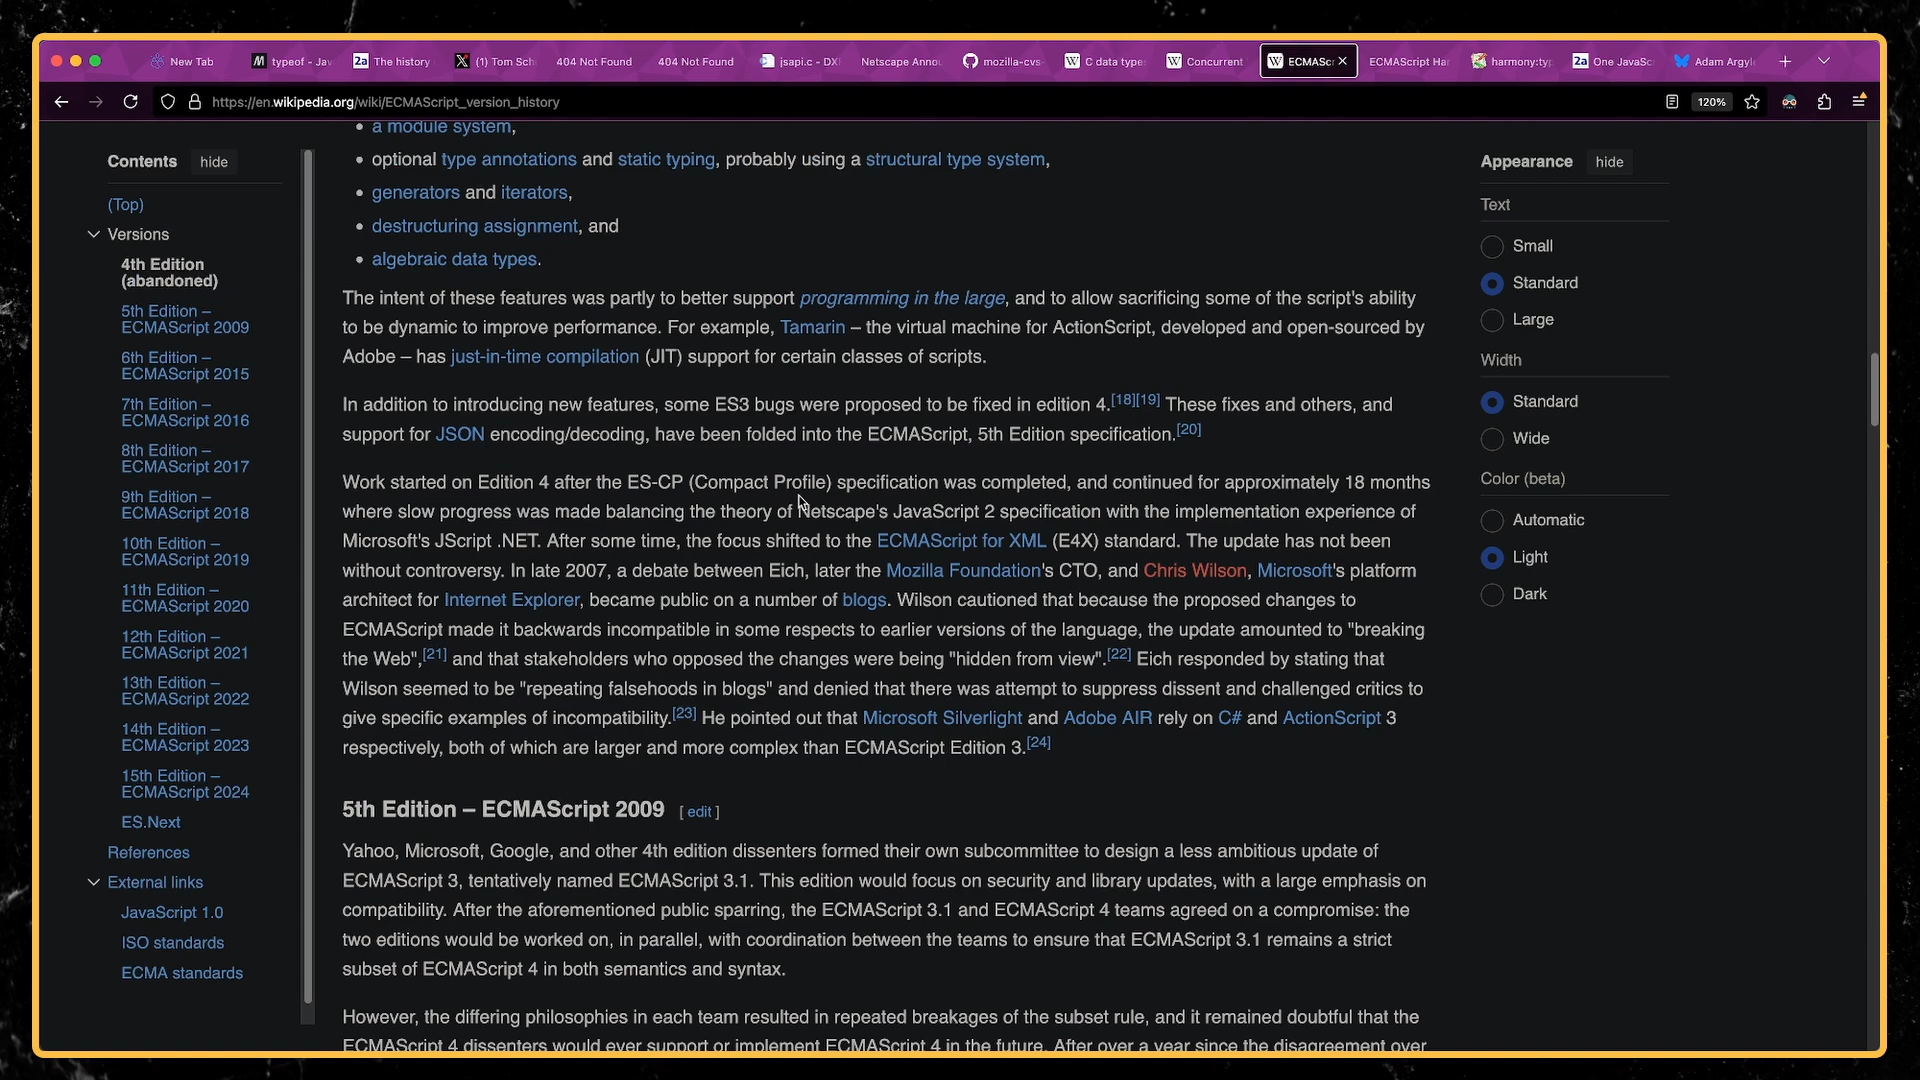 New Tab
typeof - Jav
The history
(1) Tom Sch
404 Not Found
404 Not Found
jsapi.c - DXI
Netscape Annou
mozilla-cvs-
C data types
Concurrent
ECMAScr
ECMAScript Har
harmony:typ
One JavaSc
Adam Argyle
https://en.wikipedia.org/wiki/ECMAScript_version_history
120%
Contents hide
(Top)
Versions
4th Edition
(abandoned)
5th Edition –
ECMAScript 2009
6th Edition –
ECMAScript 2015
7th Edition –
ECMAScript 2016
8th Edition –
ECMAScript 2017
9th Edition –
ECMAScript 2018
10th Edition –
ECMAScript 2019
11th Edition –
ECMAScript 2020
12th Edition –
ECMAScript 2021
13th Edition –
ECMAScript 2022
14th Edition –
ECMAScript 2023
15th Edition –
ECMAScript 2024
ES.Next
References
External links
JavaScript 1.0
ISO standards
ECMA standards
• a module system,
• optional type annotations and static typing, probably using a structural type system,
• generators and iterators,
• destructuring assignment, and
• algebraic data types.
The intent of these features was partly to better support programming in the large, and to allow sacrificing some of the script's ability
to be dynamic to improve performance. For example, Tamarin – the virtual machine for ActionScript, developed and open-sourced by
Adobe – has just-in-time compilation (JIT) support for certain classes of scripts.
In addition to introducing new features, some ES3 bugs were proposed to be fixed in edition 4.[18][19] These fixes and others, and
support for JSON encoding/decoding, have been folded into the ECMAScript, 5th Edition specification.[20]
Work started on Edition 4 after the ES-CP (Compact Profile) specification was completed, and continued for approximately 18 months
where slow progress was made balancing the theory of Netscape's JavaScript 2 specification with the implementation experience of
Microsoft's JScript .NET. After some time, the focus shifted to the ECMAScript for XML (E4X) standard. The update has not been
without controversy. In late 2007, a debate between Eich, later the Mozilla Foundation's CTO, and Chris Wilson, Microsoft's platform
architect for Internet Explorer, became public on a number of blogs. Wilson cautioned that because the proposed changes to
ECMAScript made it backwards incompatible in some respects to earlier versions of the language, the update amounted to "breaking
the Web",[21] and that stakeholders who opposed the changes were being "hidden from view".[22] Eich responded by stating that
Wilson seemed to be "repeating falsehoods in blogs" and denied that there was attempt to suppress dissent and challenged critics to
give specific examples of incompatibility.[23] He pointed out that Microsoft Silverlight and Adobe AIR rely on C# and ActionScript 3
respectively, both of which are larger and more complex than ECMAScript Edition 3.[24]
5th Edition – ECMAScript 2009 [ edit ]
Yahoo, Microsoft, Google, and other 4th edition dissenters formed their own subcommittee to design a less ambitious update of
ECMAScript 3, tentatively named ECMAScript 3.1. This edition would focus on security and library updates, with a large emphasis on
compatibility. After the aforementioned public sparring, the ECMAScript 3.1 and ECMAScript 4 teams agreed on a compromise: the
two editions would be worked on, in parallel, with coordination between the teams to ensure that ECMAScript 3.1 remains a strict
subset of ECMAScript 4 in both semantics and syntax.
However, the differing philosophies in each team resulted in repeated breakages of the subset rule, and it remained doubtful that the
ECMAScript 4 dissenters would ever support or implement ECMAScript 4 in the future. After over a year since the disagreement over
Appearance hide
Text
Small
Standard
Large
Width
Standard
Wide
Color (beta)
Automatic
Light
Dark